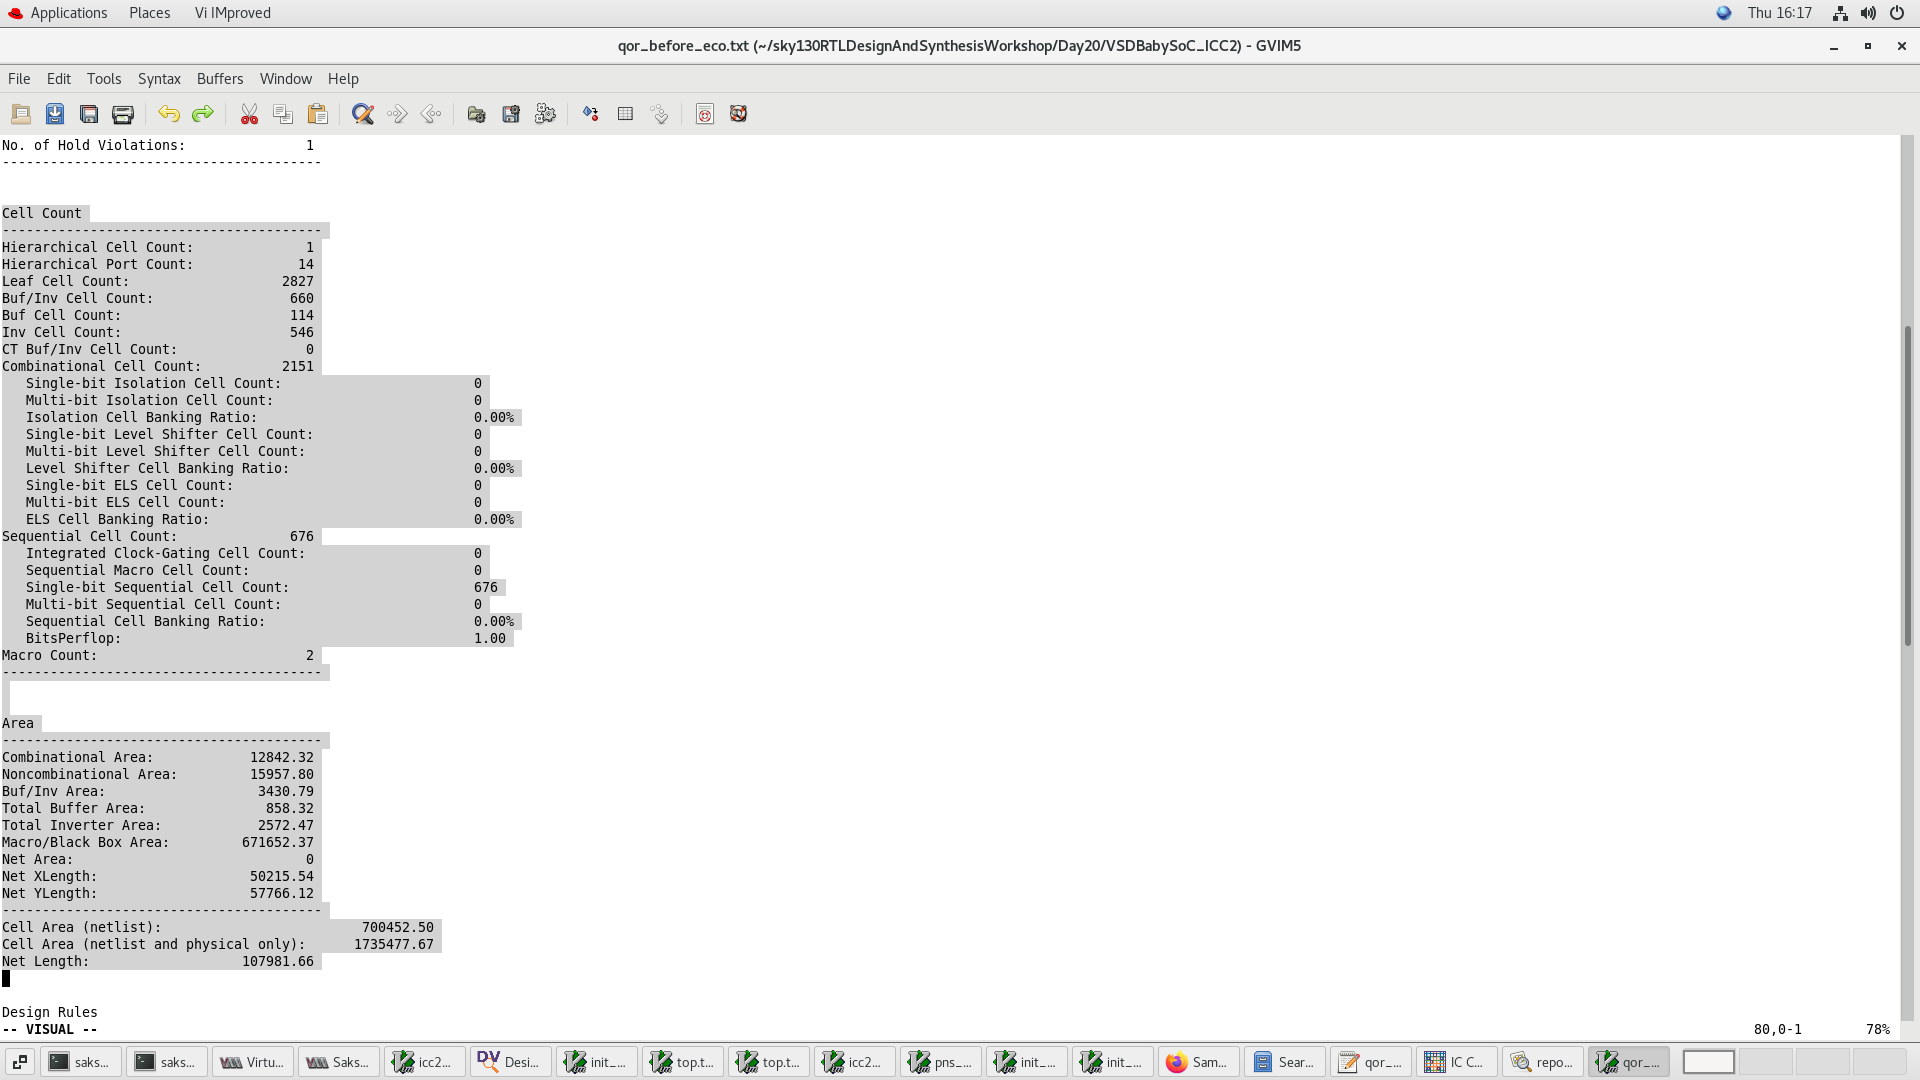 Applications Places Vi IMproved Thu 16:17
qor_before_eco.txt (~/sky130RTLDesignAndSynthesisWorkshop/Day20/VSDBabySoC_ICC2) - GVIM5
File Edit Tools Syntax Buffers Window Help
No. of Hold Violations: 1
----------------------------------------
Cell Count
----------------------------------------
Hierarchical Cell Count: 1
Hierarchical Port Count: 14
Leaf Cell Count: 2827
Buf/Inv Cell Count: 660
Buf Cell Count: 114
Inv Cell Count: 546
CT Buf/Inv Cell Count: 0
Combinational Cell Count: 2151
Single-bit Isolation Cell Count: 0
Multi-bit Isolation Cell Count: 0
Isolation Cell Banking Ratio: 0.00%
Single-bit Level Shifter Cell Count: 0
Multi-bit Level Shifter Cell Count: 0
Level Shifter Cell Banking Ratio: 0.00%
Single-bit ELS Cell Count: 0
Multi-bit ELS Cell Count: 0
ELS Cell Banking Ratio: 0.00%
Sequential Cell Count: 676
Integrated Clock-Gating Cell Count: 0
Sequential Macro Cell Count: 0
Single-bit Sequential Cell Count: 676
Multi-bit Sequential Cell Count: 0
Sequential Cell Banking Ratio: 0.00%
BitsPerflop: 1.00
Macro Count: 2
----------------------------------------
Area
----------------------------------------
Combinational Area: 12842.32
Noncombinational Area: 15957.80
Buf/Inv Area: 3430.79
Total Buffer Area: 858.32
Total Inverter Area: 2572.47
Macro/Black Box Area: 671652.37
Net Area: 0
Net XLength: 50215.54
Net YLength: 57766.12
----------------------------------------
Cell Area (netlist): 700452.50
Cell Area (netlist and physical only): 1735477.67
Net Length: 107981.66
Design Rules
-- VISUAL -- 80,0-1 78%
saks... saks... Virtu... Saks... icc2... DV Desi... init_... top.t... top.t... icc2... pns_... init_... init_... Sam... Sear... qor_... IC C... repo... qor_...